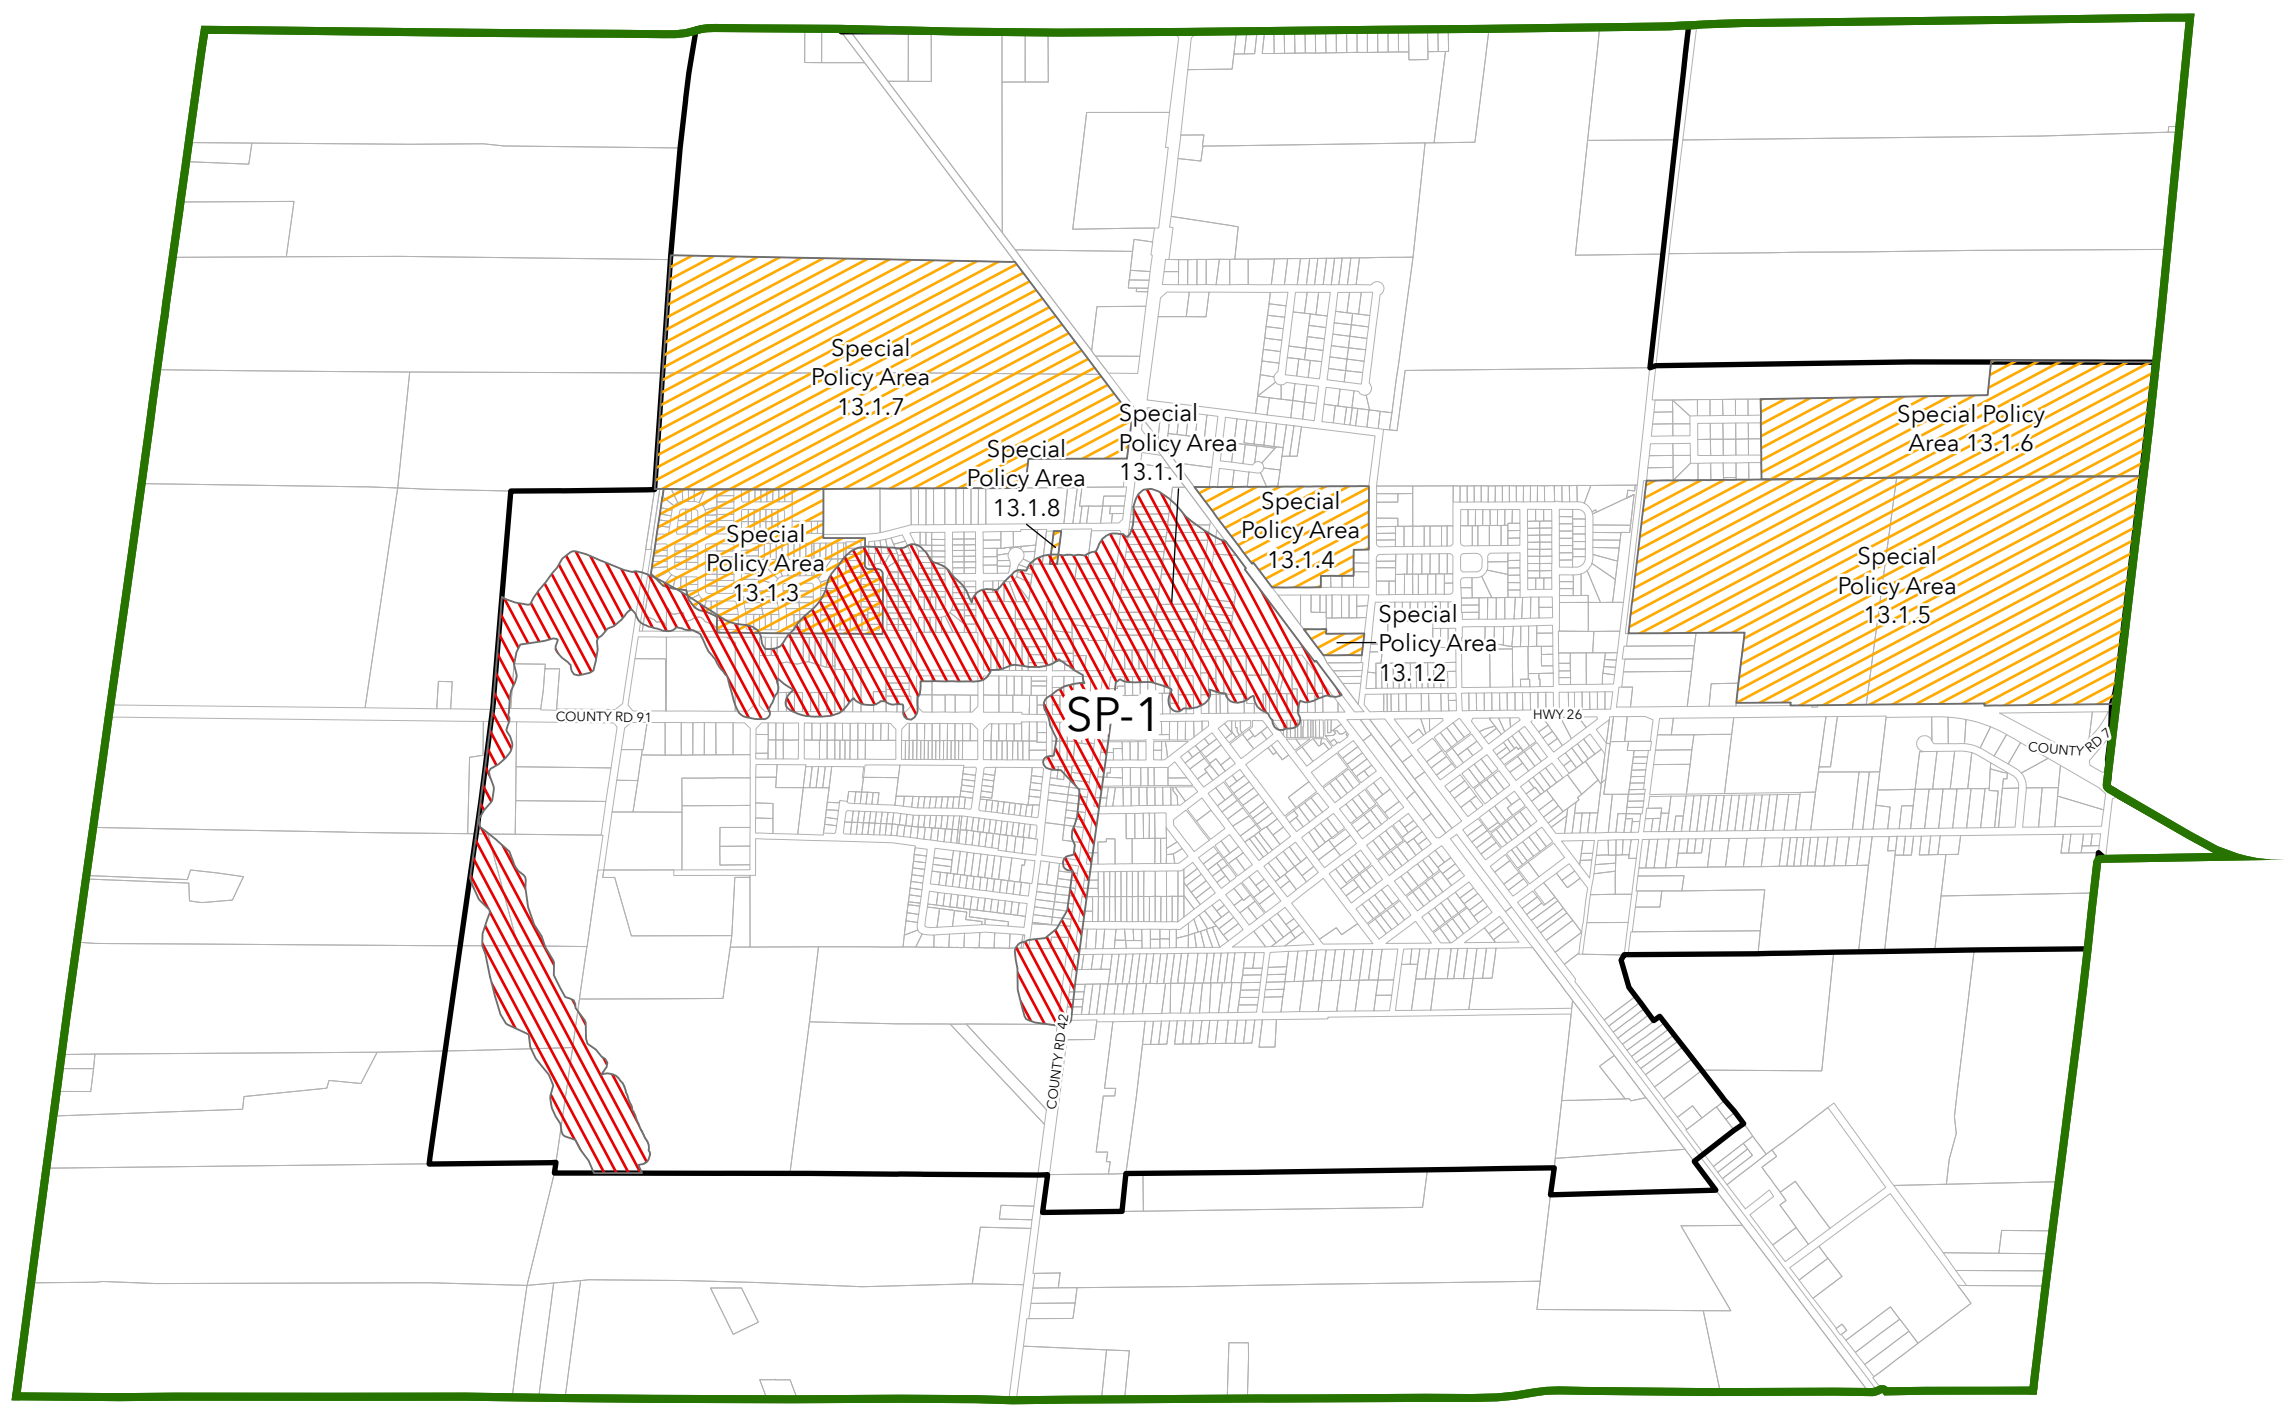 Special
Policy Area
13.1.7
Special
Policy Area
13.1.1
Special
Policy Area
13.1.8
Special Policy
Area 13.1.6
Special
Policy Area
13.1.4
Special
Policy Area
13.1.3
Special
Policy Area
13.1.5
Special
Policy Area
13.1.2
SP-1
COUNTY RD 91
HWY 26
COUNTY RD 7
COUNTY RD 42